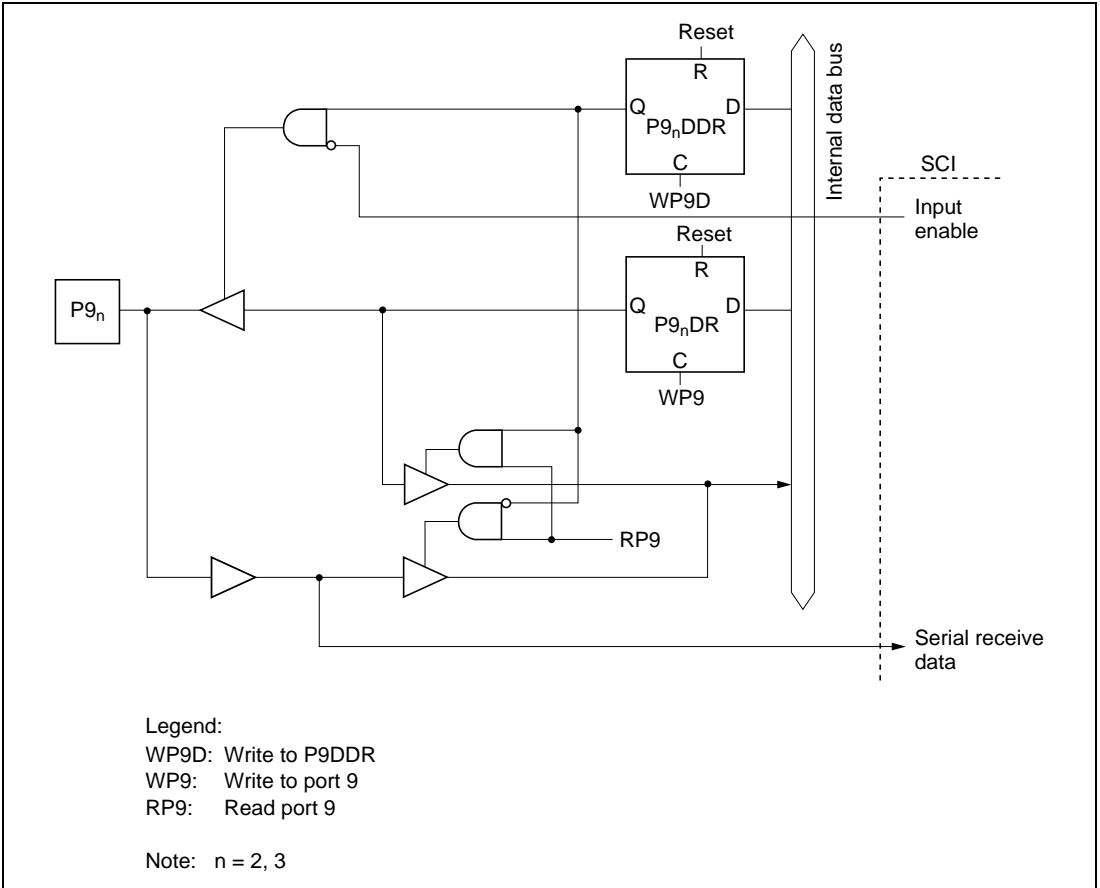 Reset
R
Q
D
P9nDDR
C
WP9D
Internal data bus
SCI
Input
enable
Reset
R
Q
D
P9nDR
C
WP9
P9n
RP9
Serial receive
data
Legend:
WP9D: Write to P9DDR
WP9: Write to port 9
RP9: Read port 9
Note: n = 2, 3